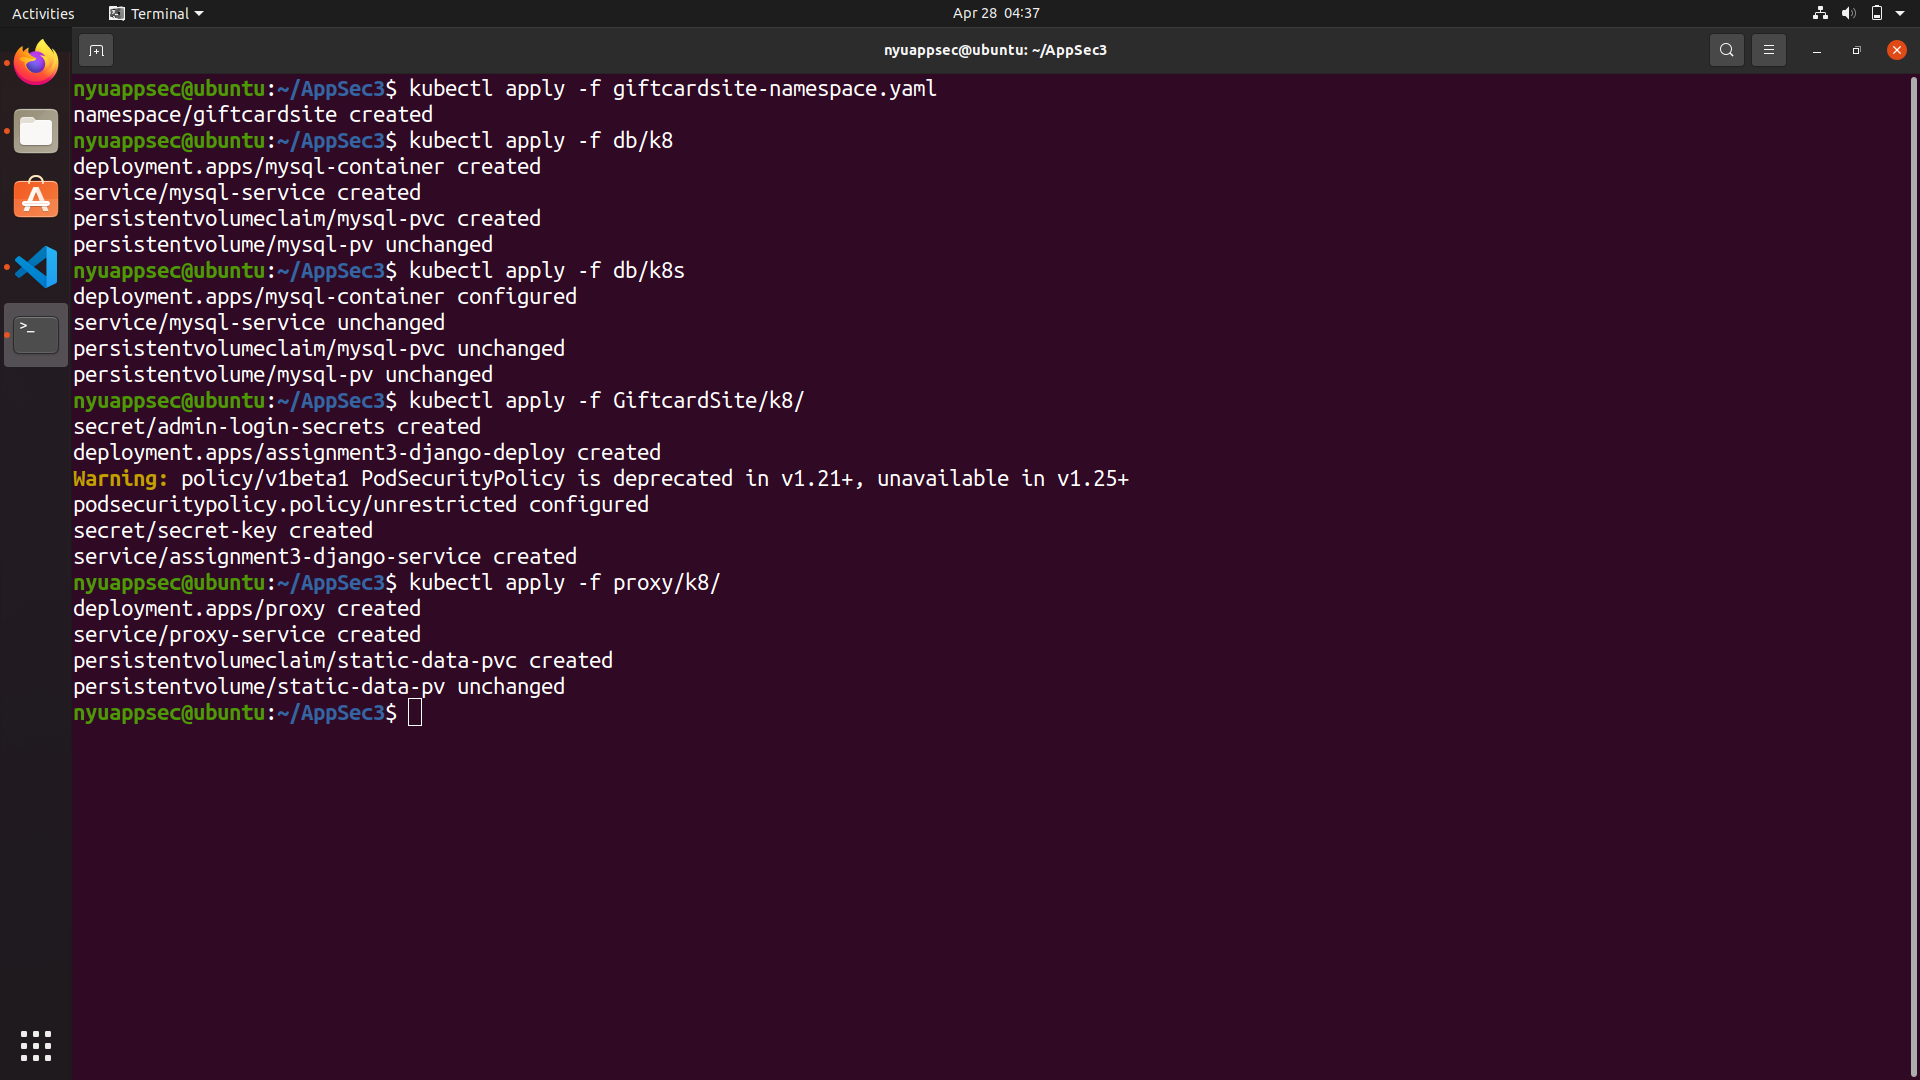 Activities
Terminal
Apr 28 04:37
nyuappsec@ubuntu: ~/AppSec3
nyuappsec@ubuntu:~/AppSec3$ kubectl apply -f giftcardsite-namespace.yaml
namespace/giftcardsite created
nyuappsec@ubuntu:~/AppSec3$ kubectl apply -f db/k8
deployment.apps/mysql-container created
service/mysql-service created
persistentvolumeclaim/mysql-pvc created
persistentvolume/mysql-pv unchanged
nyuappsec@ubuntu:~/AppSec3$ kubectl apply -f db/k8s
deployment.apps/mysql-container configured
service/mysql-service unchanged
persistentvolumeclaim/mysql-pvc unchanged
persistentvolume/mysql-pv unchanged
nyuappsec@ubuntu:~/AppSec3$ kubectl apply -f GiftcardSite/k8/
secret/admin-login-secrets created
deployment.apps/assignment3-django-deploy created
Warning: policy/v1beta1 PodSecurityPolicy is deprecated in v1.21+, unavailable in v1.25+
podsecuritypolicy.policy/unrestricted configured
secret/secret-key created
service/assignment3-django-service created
nyuappsec@ubuntu:~/AppSec3$ kubectl apply -f proxy/k8/
deployment.apps/proxy created
service/proxy-service created
persistentvolumeclaim/static-data-pvc created
persistentvolume/static-data-pv unchanged
nyuappsec@ubuntu:~/AppSec3$